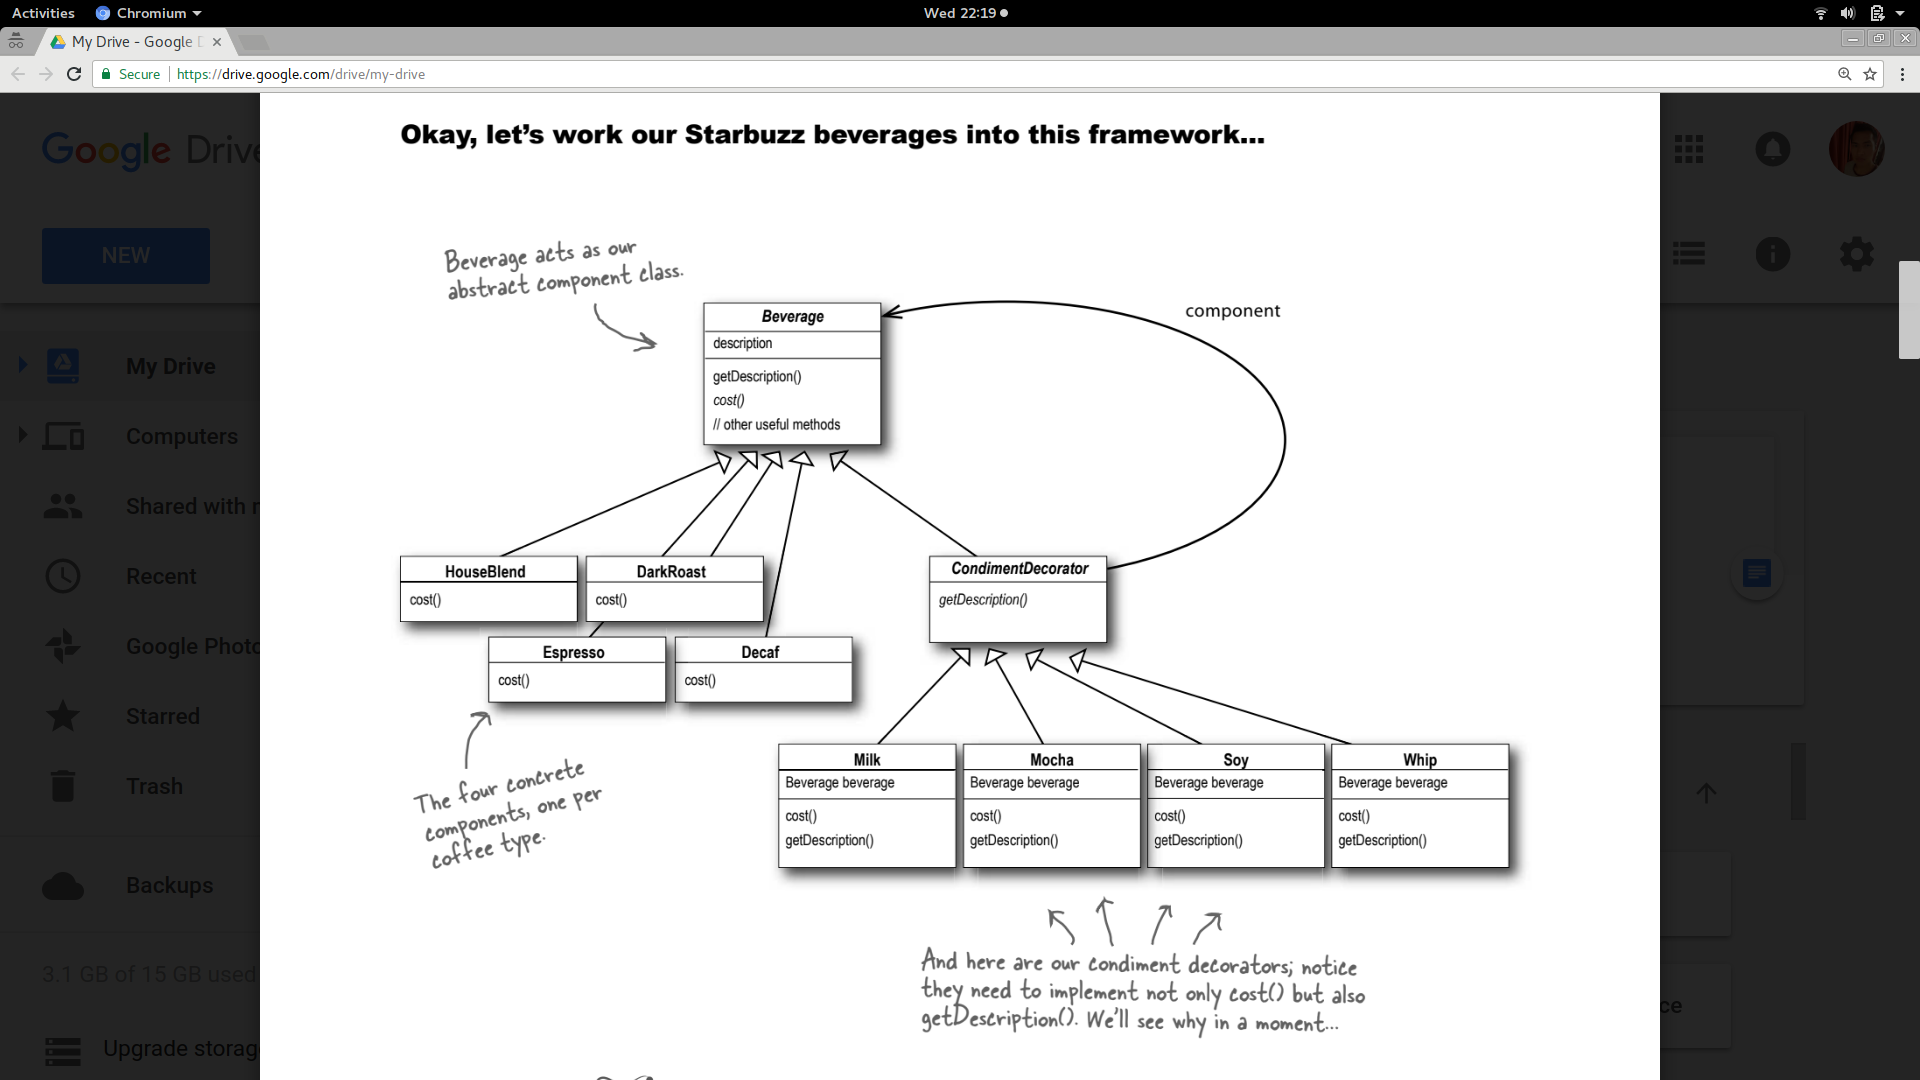 Activities
Chromium
Wed 22:19
My Drive - Google D
Secure
https://drive.google.com/drive/my-drive
Google Drive
NEW
My Drive
Computers
Shared with
Recent
Google Photo
Starred
Trash
Backups
3.1 GB of 15 GB used
Upgrade storag
Okay, let's work our Starbuzz beverages into this framework...
Beverage acts as our
abstract component class.
component
Beverage
description
getDescription()
cost()
// other useful methods
HouseBlend
cost()
DarkRoast
cost()
Espresso
cost()
Decaf
cost()
CondimentDecorator
getDescription()
The four concrete
components, one per
coffee type.
Milk
Beverage beverage
cost()
getDescription()
Mocha
Beverage beverage
cost()
getDescription()
Soy
Beverage beverage
cost()
getDescription()
Whip
Beverage beverage
cost()
getDescription()
And here are our condiment decorators; notice
they need to implement not only cost() but also
getDescription(). We'll see why in a moment...
ce